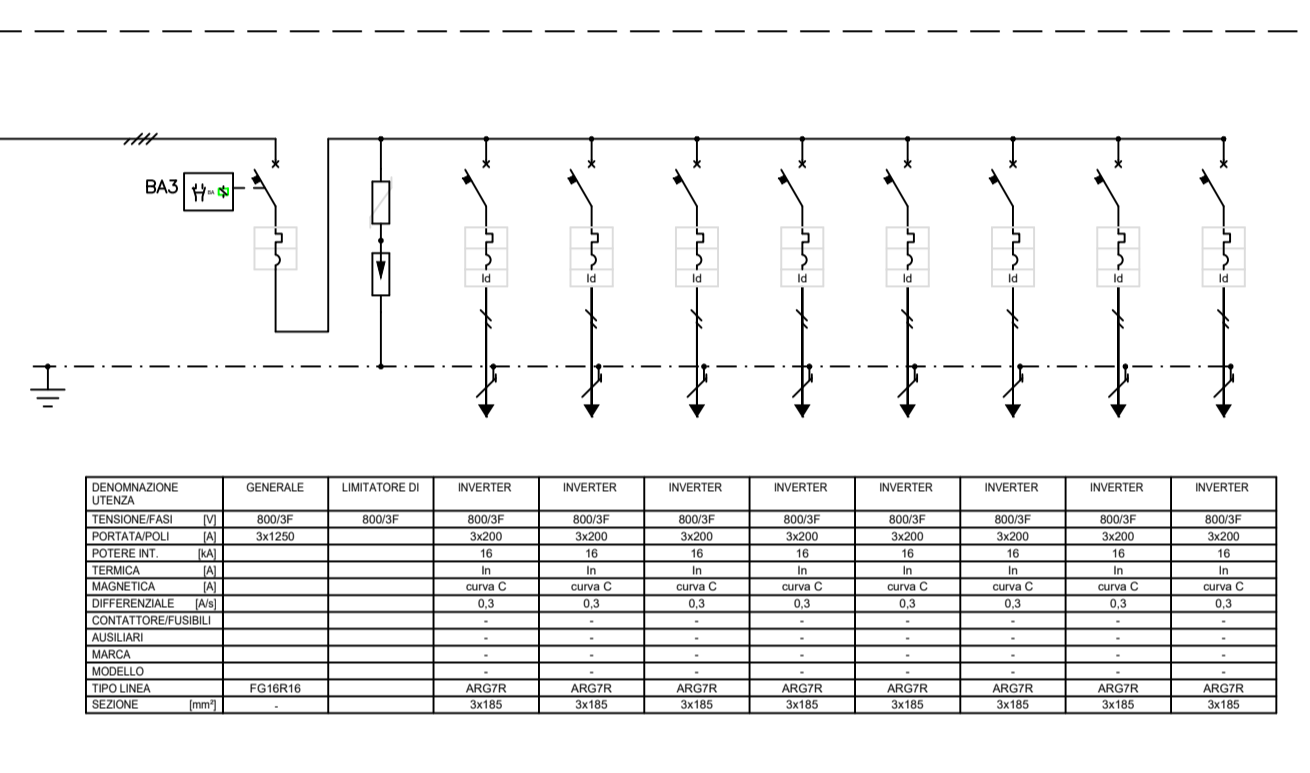 BA3
Id Id Id Id Id Id Id Id
DENOMNAZIONE UTENZA GENERALE LIMITATORE DI INVERTER INVERTER INVERTER INVERTER INVERTER INVERTER INVERTER INVERTER
TENSIONE/FASI [V] 800/3F 800/3F 800/3F 800/3F 800/3F 800/3F 800/3F 800/3F 800/3F 800/3F
PORTATA/POLI [A] 3x1250 3x200 3x200 3x200 3x200 3x200 3x200 3x200 3x200
POTERE INT. [kA] 16 16 16 16 16 16 16 16
TERMICA [A] In In In In In In In In
MAGNETICA [A] curva C curva C curva C curva C curva C curva C curva C curva C
DIFFERENZIALE [A/s] 0,3 0,3 0,3 0,3 0,3 0,3 0,3 0,3
CONTATTORE/FUSIBILI - - - - - - - -
AUSILIARI - - - - - - - -
MARCA - - - - - - - -
MODELLO - - - - - - - -
TIPO LINEA FG16R16 ARG7R ARG7R ARG7R ARG7R ARG7R ARG7R ARG7R ARG7R
SEZIONE [mm²] - 3x185 3x185 3x185 3x185 3x185 3x185 3x185 3x185